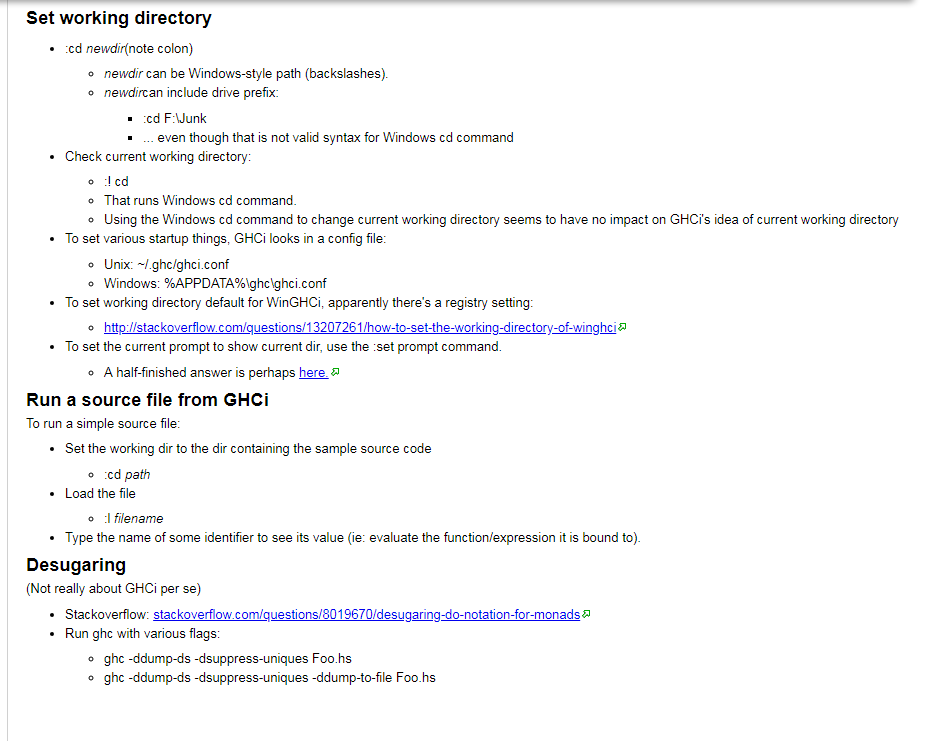 Set working directory
:cd newdir(note colon)
newdir can be Windows-style path (backslashes).
newdircan include drive prefix:
:cd F:\Junk
... even though that is not valid syntax for Windows cd command
Check current working directory:
:! cd
That runs Windows cd command.
Using the Windows cd command to change current working directory seems to have no impact on GHCi's idea of current working directory
To set various startup things, GHCi looks in a config file:
Unix: ~/.ghc/ghci.conf
Windows: %APPDATA%\ghc\ghci.conf
To set working directory default for WinGHCi, apparently there's a registry setting:
http://stackoverflow.com/questions/13207261/how-to-set-the-working-directory-of-winghci
To set the current prompt to show current dir, use the :set prompt command.
A half-finished answer is perhaps here.
Run a source file from GHCi
To run a simple source file:
Set the working dir to the dir containing the sample source code
:cd path
Load the file
:l filename
Type the name of some identifier to see its value (ie: evaluate the function/expression it is bound to).
Desugaring
(Not really about GHCi per se)
Stackoverflow: stackoverflow.com/questions/8019670/desugaring-do-notation-for-monads
Run ghc with various flags:
ghc -ddump-ds -dsuppress-uniques Foo.hs
ghc -ddump-ds -dsuppress-uniques -ddump-to-file Foo.hs